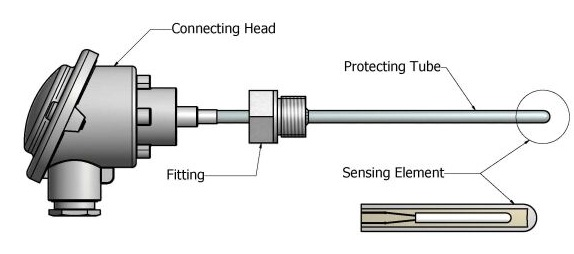 Connecting Head
Protecting Tube
Fitting
Sensing Element